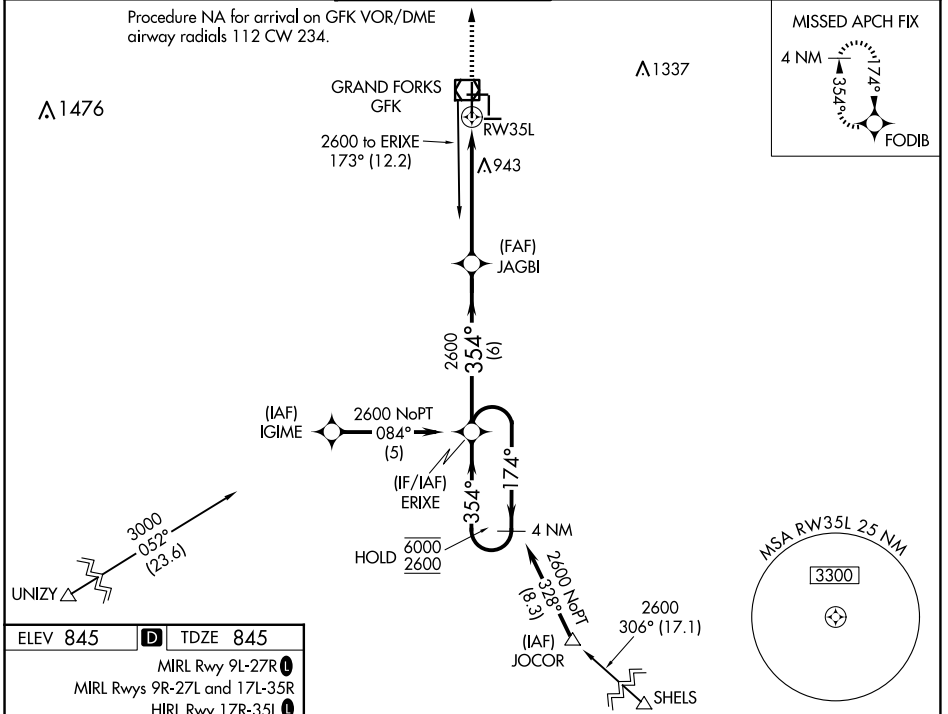 Procedure NA for arrival on GFK VOR/DME
airway radials 112 CW 234.
MISSED APCH FIX
4 NM
354°
174°
FODIB
1476
1337
GRAND FORKS
GFK
RW35L
2600 to ERIXE
173° (12.2)
943
(FAF)
JAGBI
2600
354°
(6)
(IAF)
IGIME
2600 NoPT
084°
(5)
(IF/IAF)
ERIXE
354°
174°
4 NM
HOLD 6000
2600
3000
052°
(23.6)
UNIZY
2600 NoPT
328°
(8.3)
(IAF)
JOCOR
2600
306° (17.1)
SHELS
MSA RW35L 25 NM
3300
ELEV 845 D TDZE 845
MIRL Rwy 9L-27R L
MIRL Rwys 9R-27L and 17L-35R
HIRL Rwy 17R-35L L